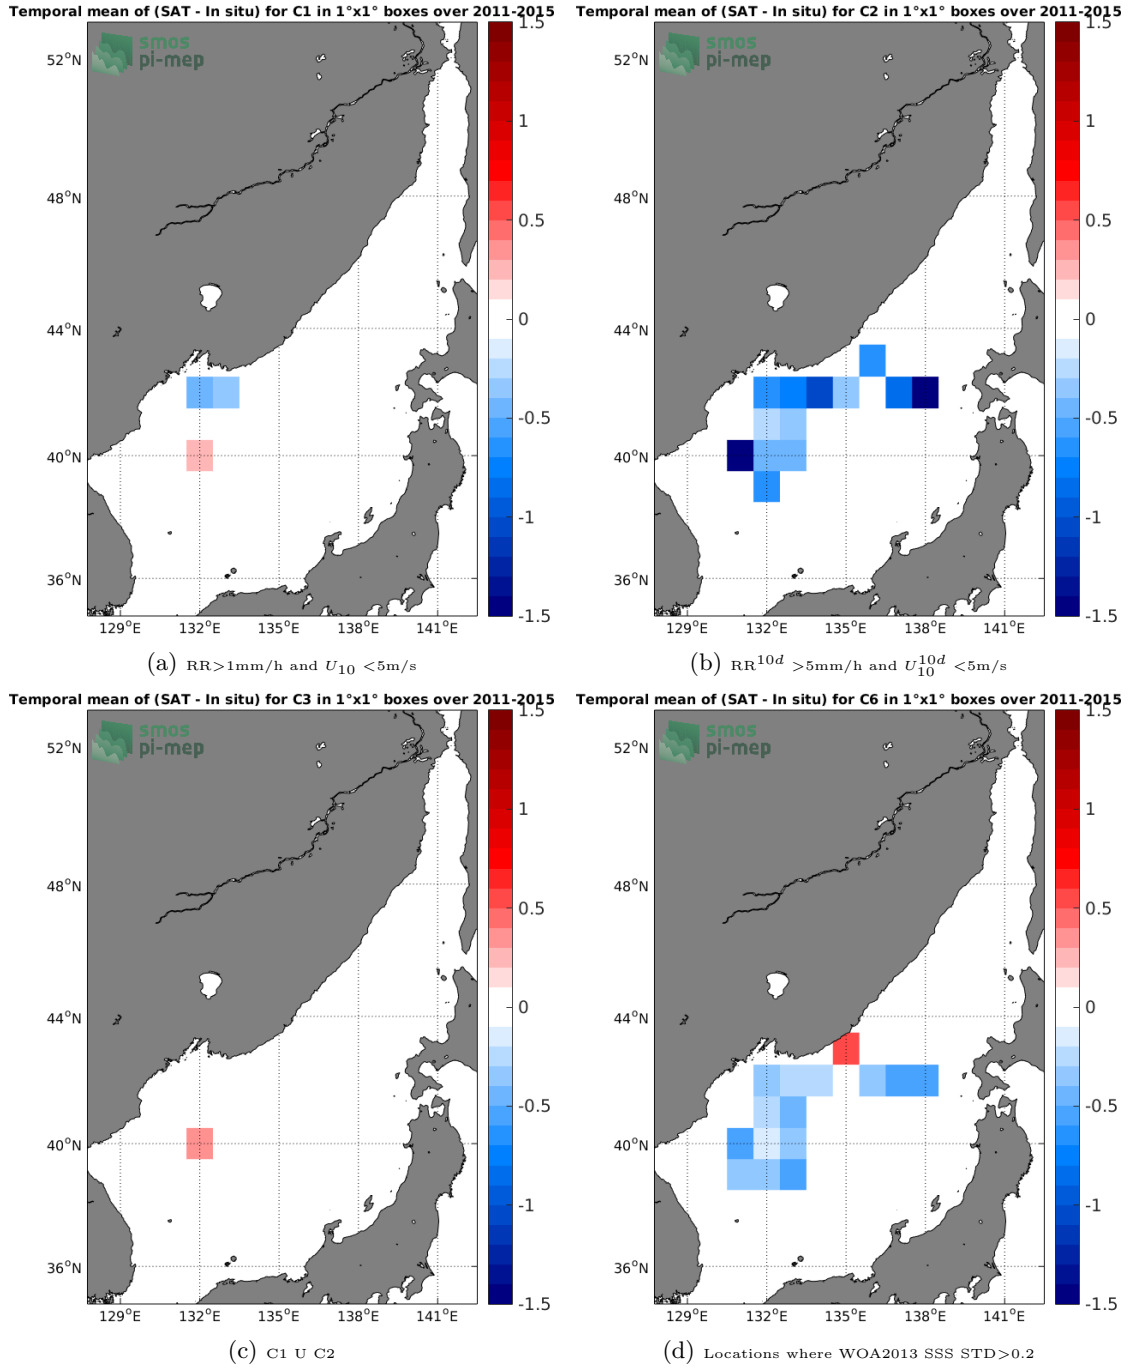 Temporal mean of (SAT - In situ) for C1 in 1°x1° boxes over 2011-2015
smos
pi-mep
52°N
48°N
44°N
40°N
36°N
129°E 132°E 135°E 138°E 141°E
1.5
1
0.5
0
-0.5
-1
-1.5
(a) RR>1mm/h and U10 <5m/s
Temporal mean of (SAT - In situ) for C2 in 1°x1° boxes over 2011-2015
smos
pi-mep
52°N
48°N
44°N
40°N
36°N
129°E 132°E 135°E 138°E 141°E
1.5
1
0.5
0
-0.5
-1
-1.5
(b) RR^10d >5mm/h and U10^10d <5m/s
Temporal mean of (SAT - In situ) for C3 in 1°x1° boxes over 2011-2015
smos
pi-mep
52°N
48°N
44°N
40°N
36°N
129°E 132°E 135°E 138°E 141°E
1.5
1
0.5
0
-0.5
-1
-1.5
(c) C1 U C2
Temporal mean of (SAT - In situ) for C6 in 1°x1° boxes over 2011-2015
smos
pi-mep
52°N
48°N
44°N
40°N
36°N
129°E 132°E 135°E 138°E 141°E
1.5
1
0.5
0
-0.5
-1
-1.5
(d) Locations where WOA2013 SSS STD>0.2